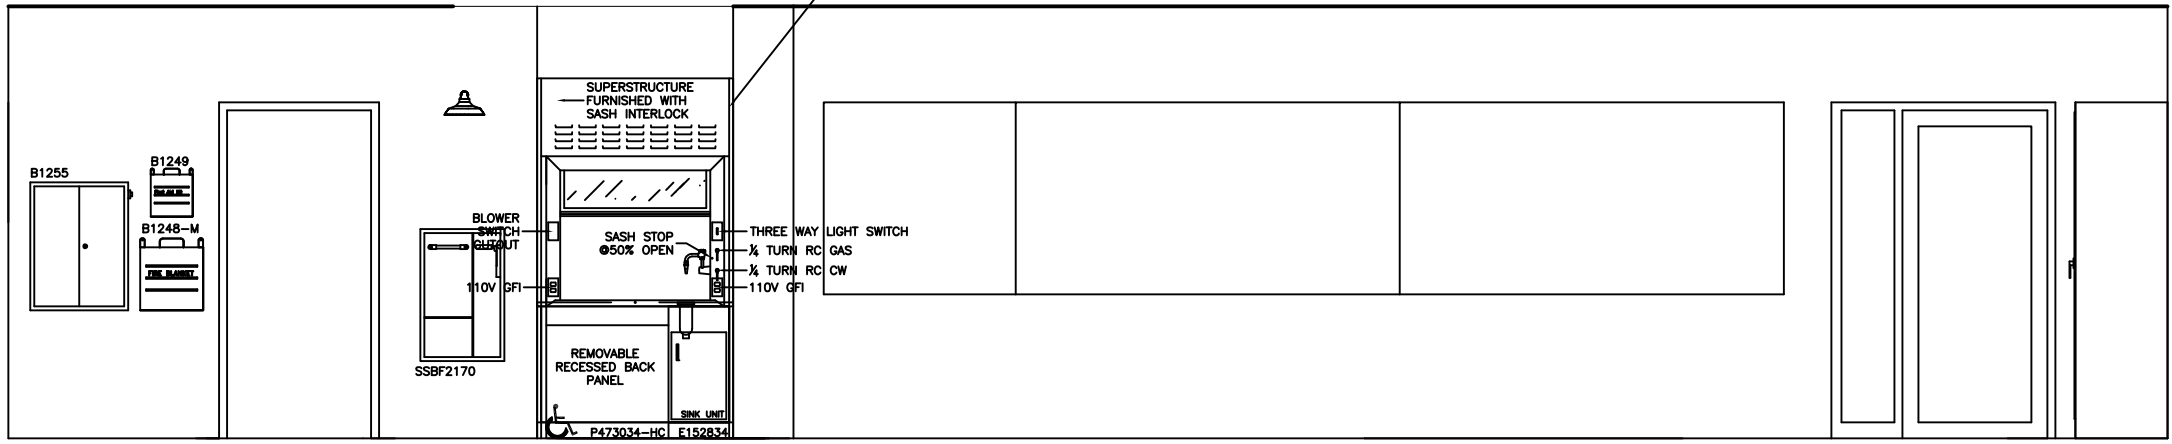 SUPERSTRUCTURE
FURNISHED WITH
SASH INTERLOCK
B1255
B1249
B1248-M
FIRE BLANKET
BLOWER
SWITCH
CUTOUT
110V GFI
SSBF2170
SASH STOP
@50% OPEN
THREE WAY LIGHT SWITCH
¼ TURN RC GAS
¼ TURN RC CW
110V GFI
REMOVABLE
RECESSED BACK
PANEL
SINK UNIT
P473034-HC E152834